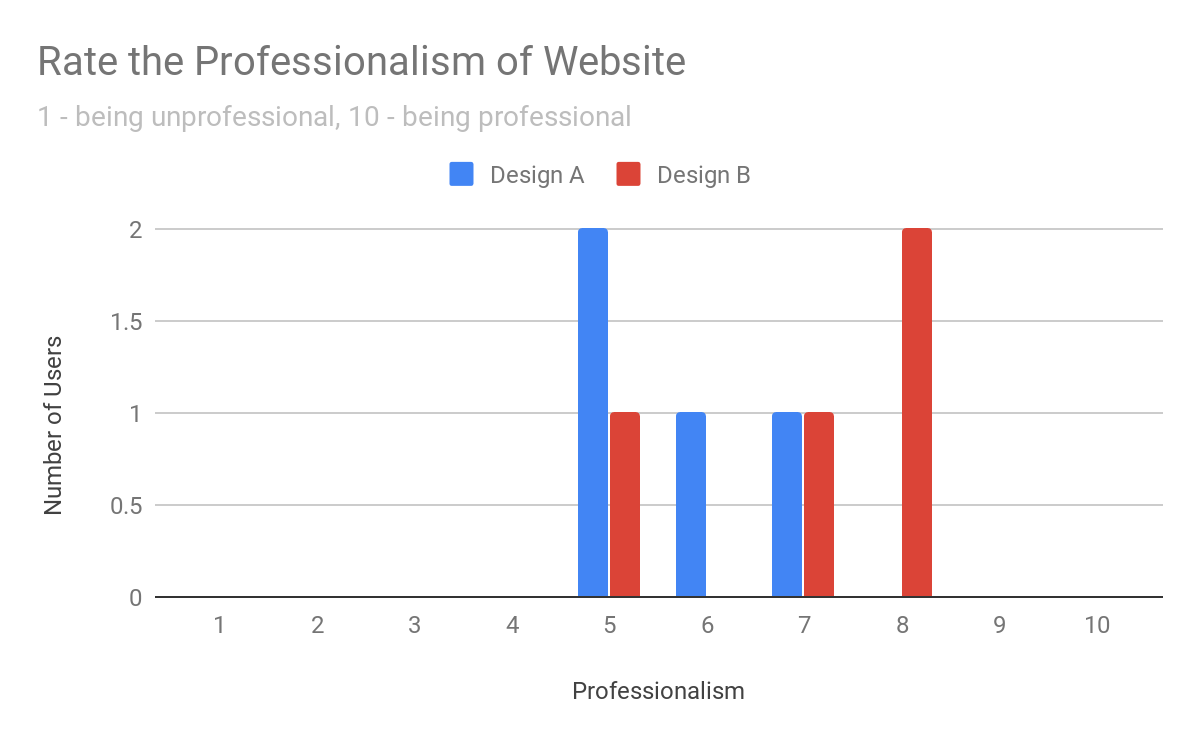 Rate the Professionalism of Website
1 - being unprofessional, 10 - being professional
Design A Design B
2
1.5
1
0.5
0
Number of Users
1 2 3 4 5 6 7 8 9 10
Professionalism